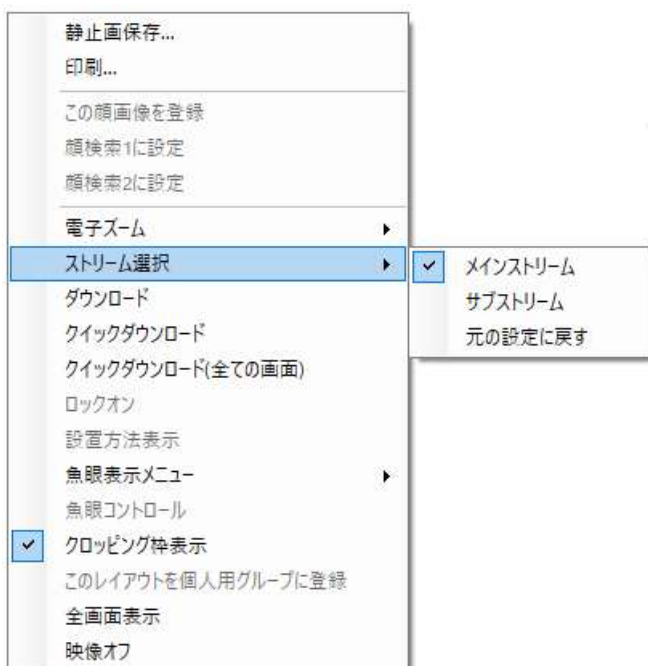 静止画保存...
印刷...
この顔画像を登録
顔検索1に設定
顔検索2に設定
電子ズーム
ストリーム選択
メインストリーム
サブストリーム
元の設定に戻す
ダウンロード
クイックダウンロード
クイックダウンロード(全ての画面)
ロックオン
設置方法表示
魚眼表示メニュー
魚眼コントロール
クロッピング枠表示
このレイアウトを個人用グループに登録
全画面表示
映像オフ